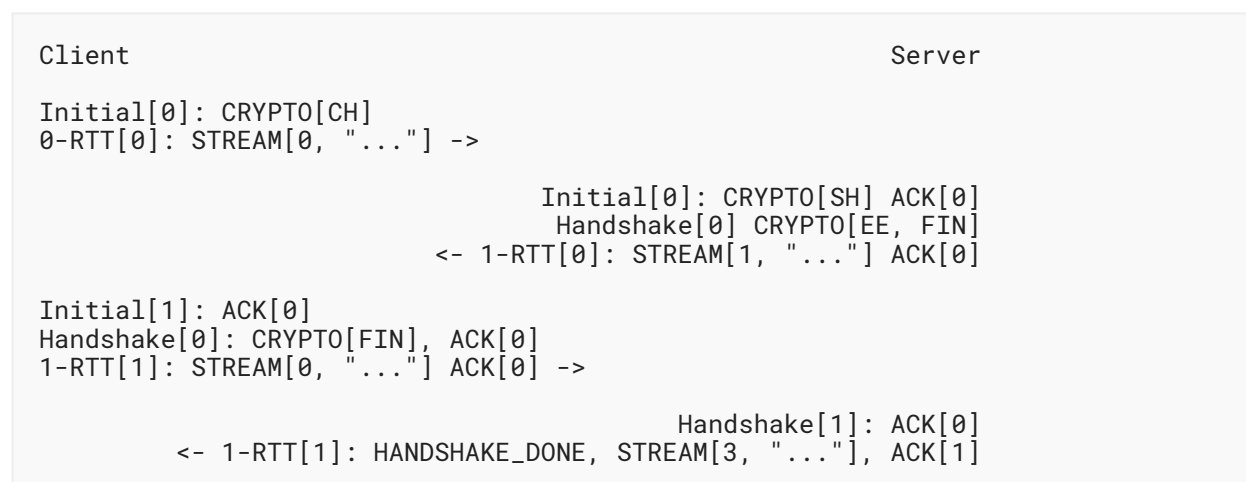 Client Server
Initial[0]: CRYPTO[CH]
0-RTT[0]: STREAM[0, "..."] ->
Initial[0]: CRYPTO[SH] ACK[0]
Handshake[0] CRYPTO[EE, FIN]
<- 1-RTT[0]: STREAM[1, "..."] ACK[0]
Initial[1]: ACK[0]
Handshake[0]: CRYPTO[FIN], ACK[0]
1-RTT[1]: STREAM[0, "..."] ACK[0] ->
Handshake[1]: ACK[0]
<- 1-RTT[1]: HANDSHAKE_DONE, STREAM[3, "..."], ACK[1]